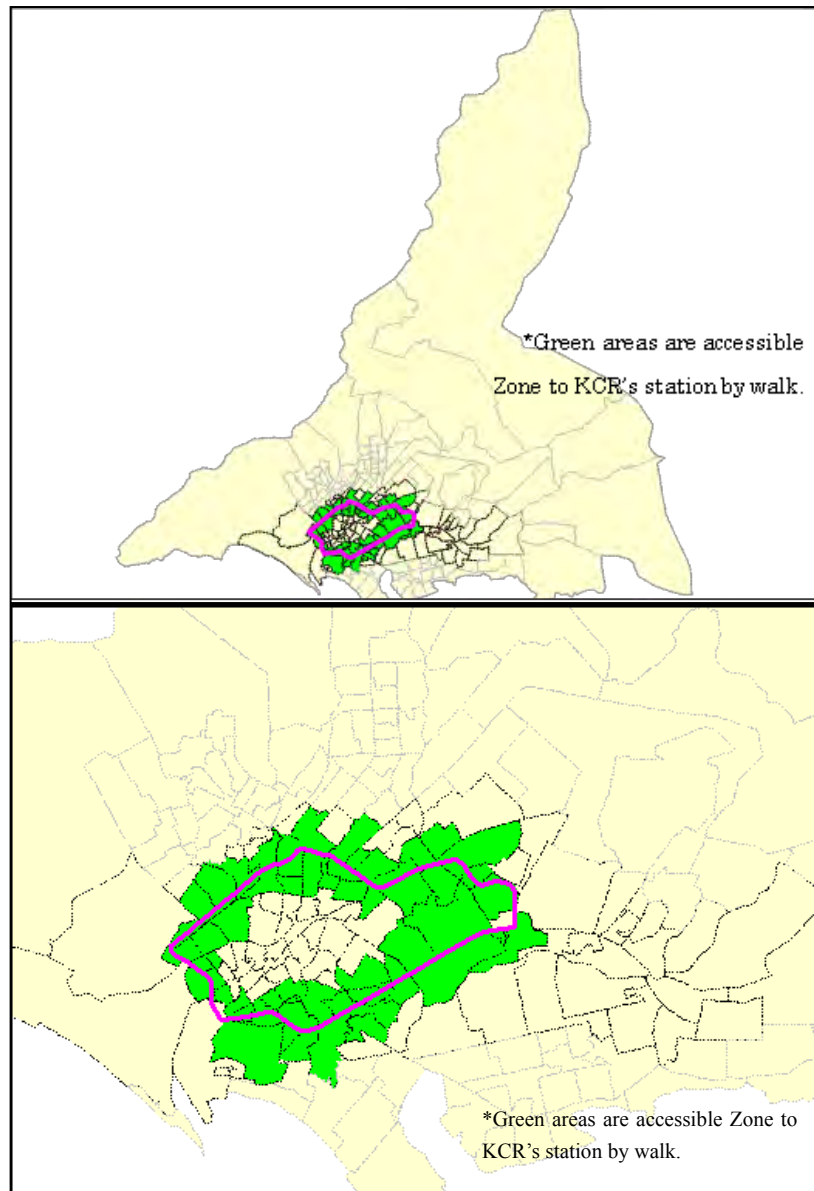 *Green areas are accessible
Zone to KCR's station by walk.
*Green areas are accessible Zone to
KCR's station by walk.